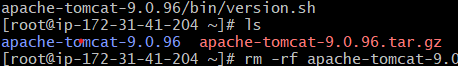 apache-tomcat-9.0.96/bin/version.sh
[root@ip-172-31-41-204 ~]# ls
apache-tomcat-9.0.96  apache-tomcat-9.0.96.tar.gz
[root@ip-172-31-41-204 ~]# rm -rf apache-tomcat-9.0